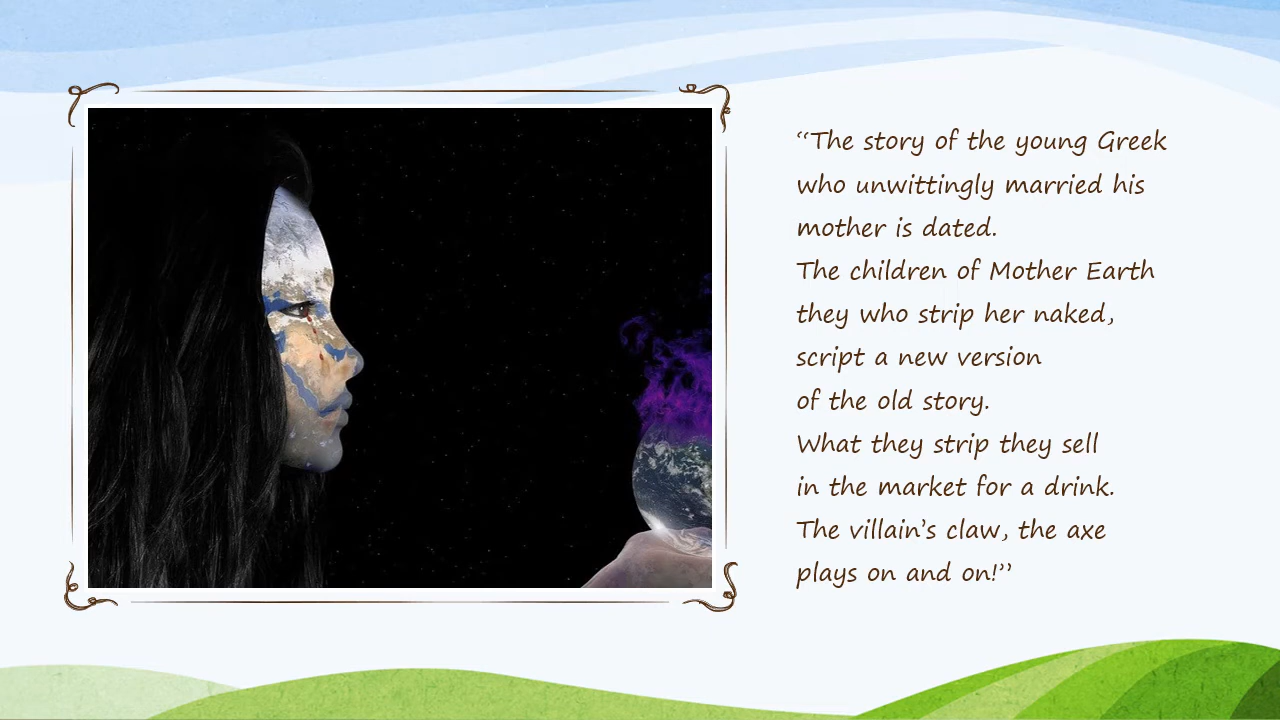 “The story of the young Greek
who unwittingly married his
mother is dated.
The children of Mother Earth
they who strip her naked,
script a new version
of the old story.
What they strip they sell
in the market for a drink.
The villain’s claw, the axe
plays on and on!”